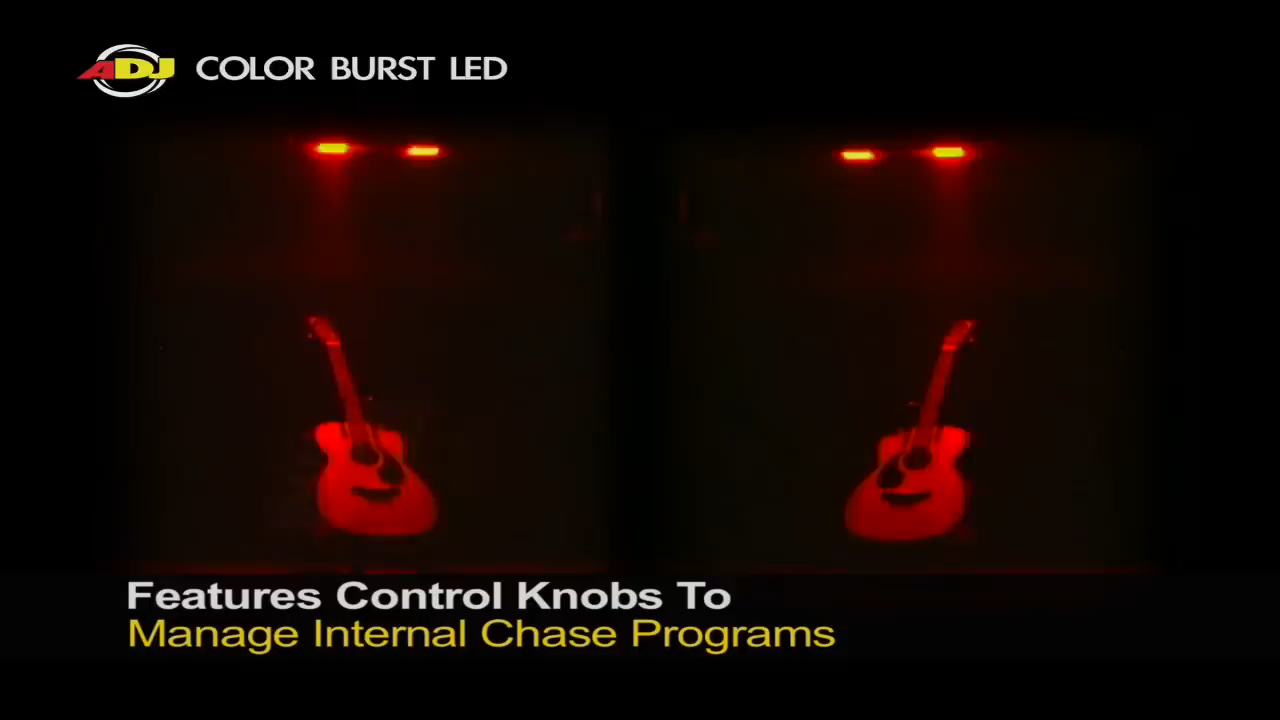 ADJ COLOR BURST LED
Features Control Knobs To
Manage Internal Chase Programs